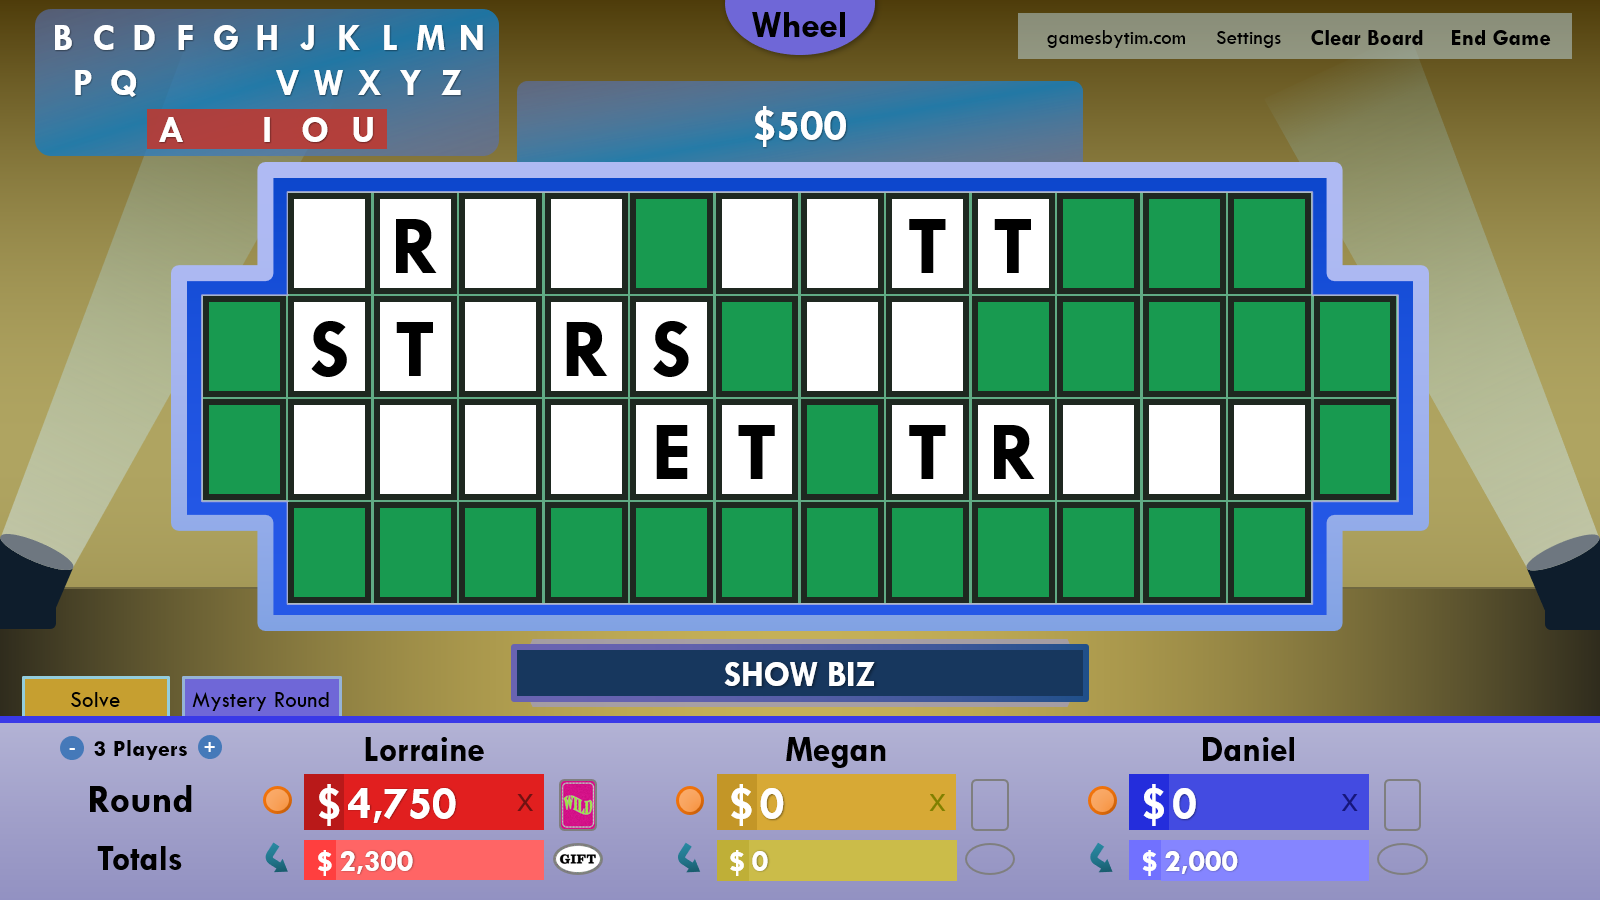 B C D F G H J K L M N
P Q V W X Y Z
A I O U
Wheel
gamesbytim.com Settings Clear Board End Game
$500
R T T
S T R S
E T T R
SHOW BIZ
Solve Mystery Round
- 3 Players +
Lorraine Megan Daniel
Round $ 4,750 X WILD $ 0 X $ 0 X
Totals $ 2,300 GIFT $ 0 $ 2,000